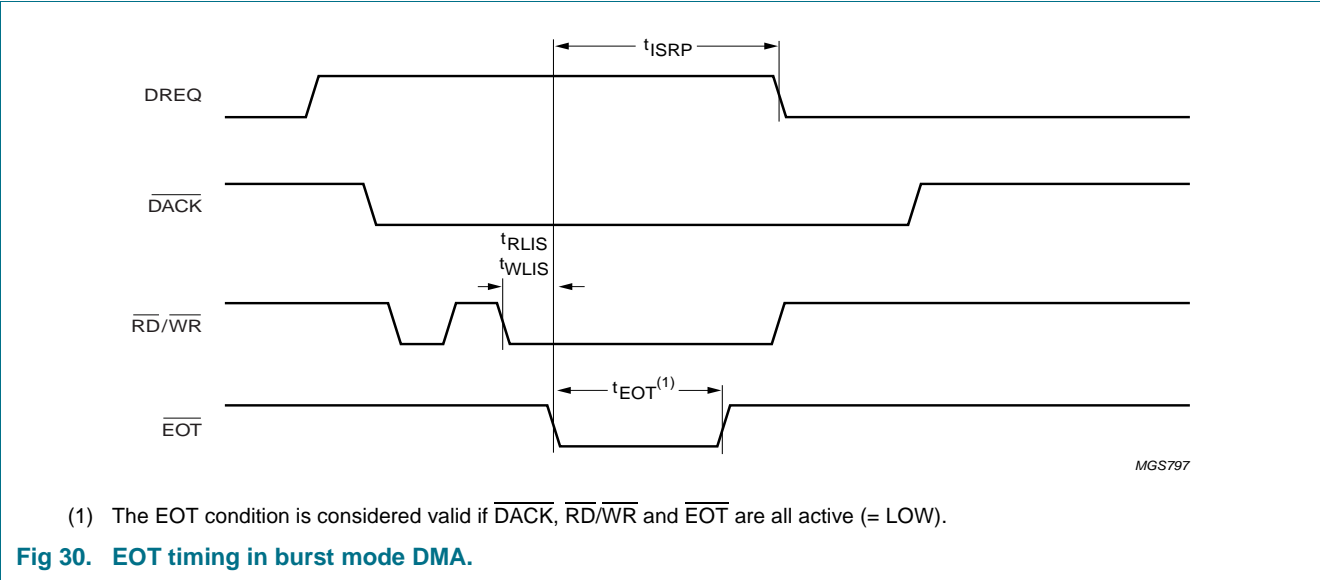 tISRP
DREQ
DACK
tRLIS
tWLIS
RD/WR
tEOT(1)
EOT
MGS797
(1) The EOT condition is considered valid if DACK, RD/WR and EOT are all active (= LOW).
Fig 30. EOT timing in burst mode DMA.